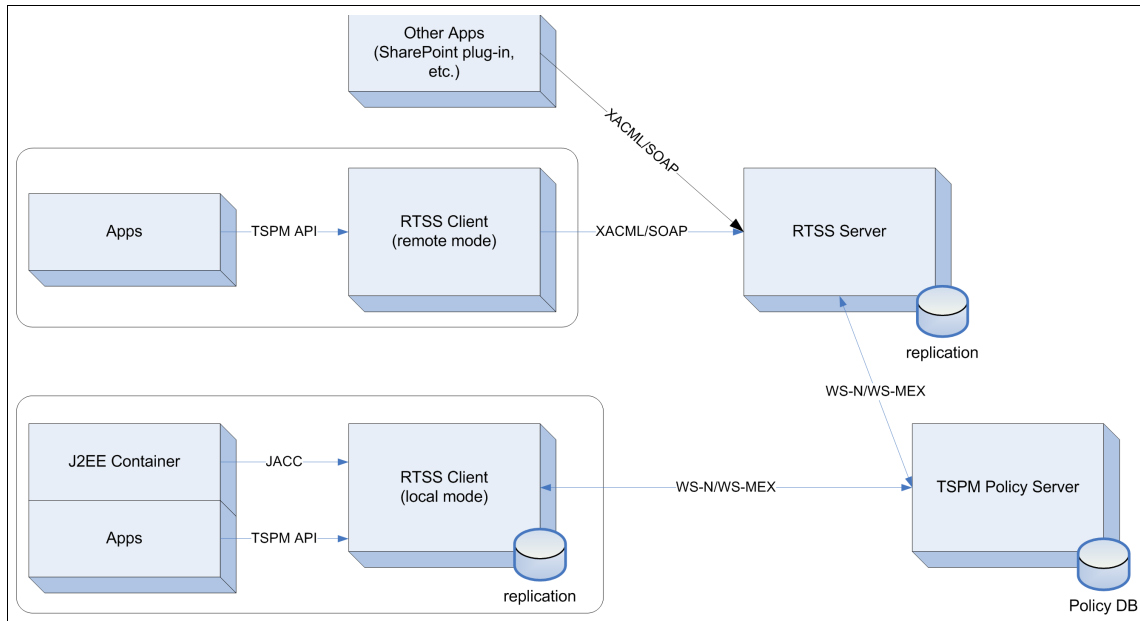 Other Apps
(SharePoint plug-in,
etc.)
XACML/SOAP
Apps
TSPM API
RTSS Client
(remote mode)
XACML/SOAP
RTSS Server
replication
WS-N/WS-MEX
J2EE Container
JACC
Apps
TSPM API
RTSS Client
(local mode)
replication
WS-N/WS-MEX
TSPM Policy Server
Policy DB